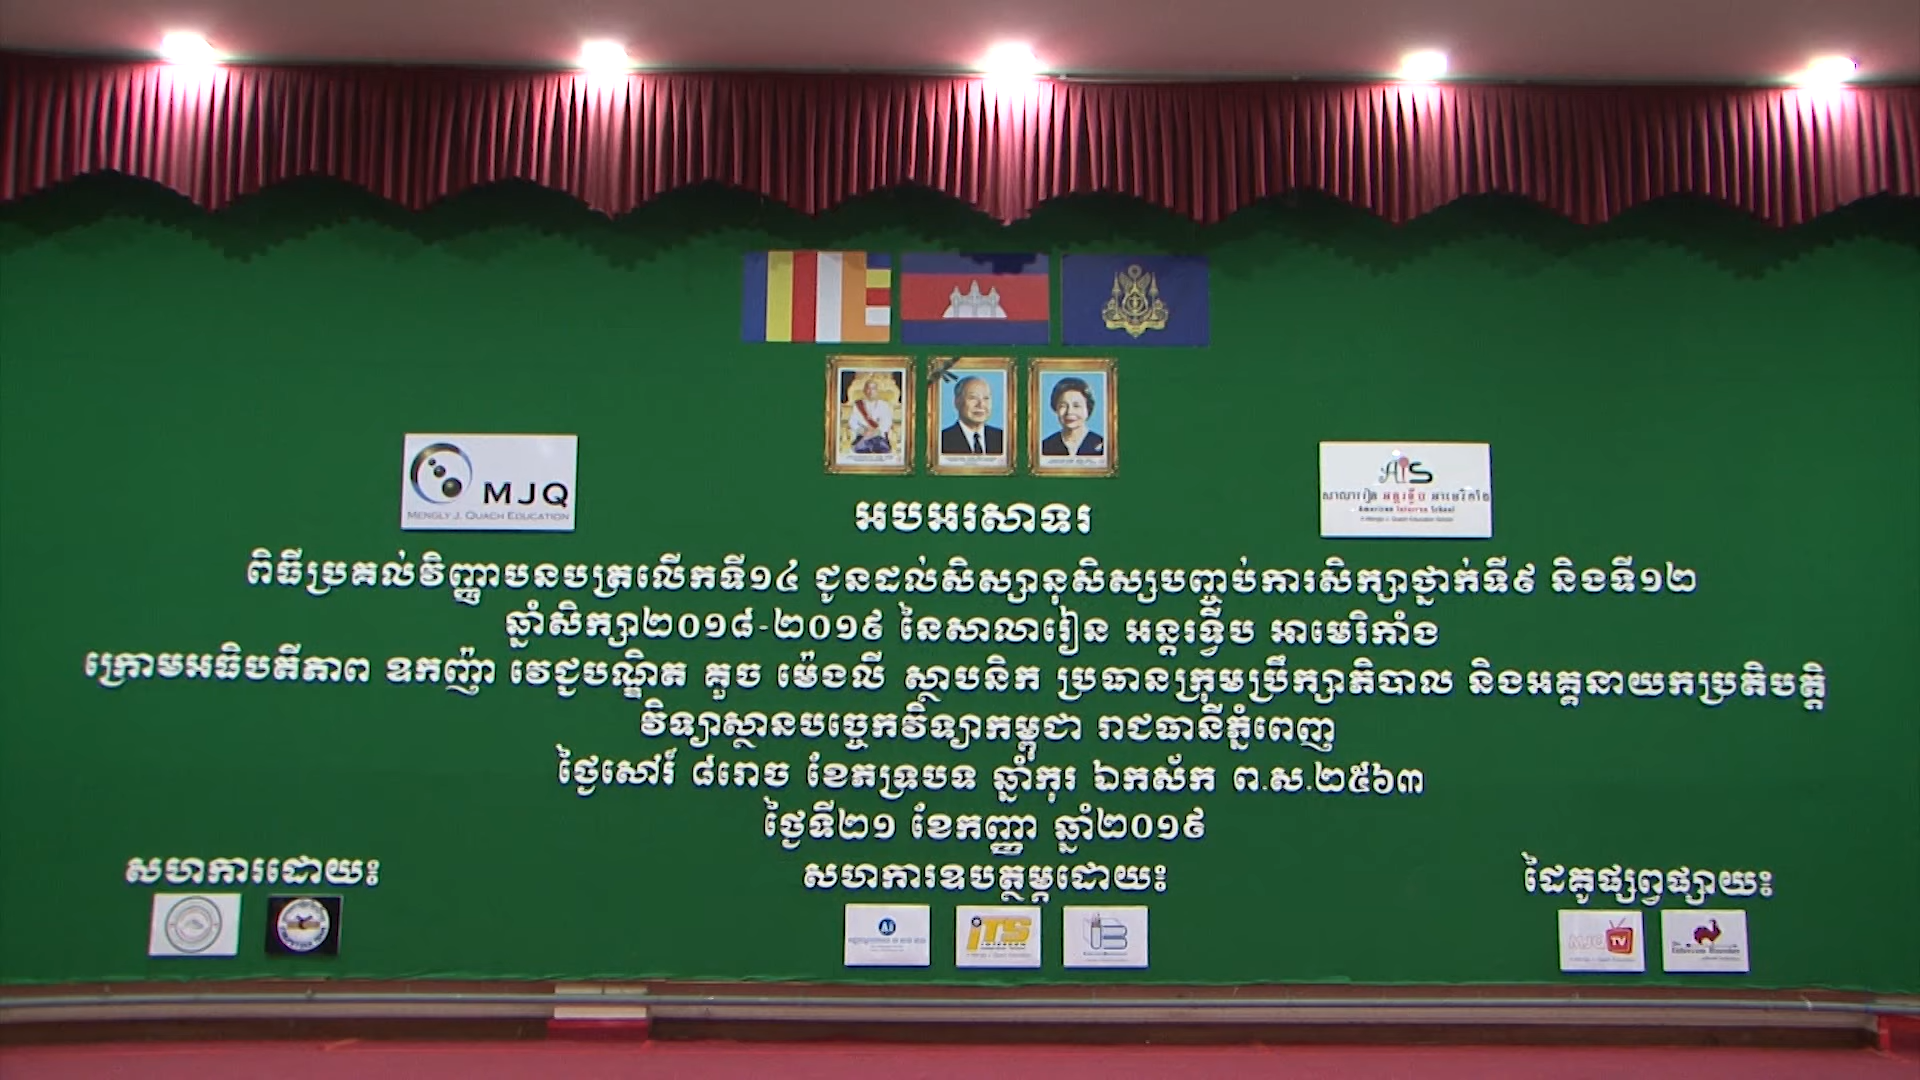 MJQ
MENGLY J. QUACH EDUCATION
AiS
សាលារៀន អន្តរទ្វីប អាមេរិកាំង
American Intercon School
A Mengly J. Quach Education School
អបអរសាទរ
ពិធីប្រគល់វិញ្ញាបនបត្រលើកទី១៤ ជូនដល់សិស្សានុសិស្សបញ្ចប់ការសិក្សាថ្នាក់ទី៩ និងទី១២
ឆ្នាំសិក្សា២០១៨-២០១៩ នៃសាលារៀន អន្តរទ្វីប អាមេរិកាំង
ក្រោមអធិបតីភាព ឧកញ៉ា វេជ្ជបណ្ឌិត គួច ម៉េងលី ស្ថាបនិក ប្រធានក្រុមប្រឹក្សាភិបាល និងអគ្គនាយកប្រតិបត្តិ
វិទ្យាស្ថានបច្ចេកវិទ្យាកម្ពុជា រាជធានីភ្នំពេញ
ថ្ងៃសៅរ៍ ៨រោច ខែភទ្របទ ឆ្នាំកុរ ឯកស័ក ព.ស.២៥៦៣
ថ្ងៃទី២១ ខែកញ្ញា ឆ្នាំ២០១៩
សហការដោយ៖
សហការឧបត្ថម្ភដោយ៖
Ai
iTS
ដៃគូផ្សព្វផ្សាយ៖
MJQ TV